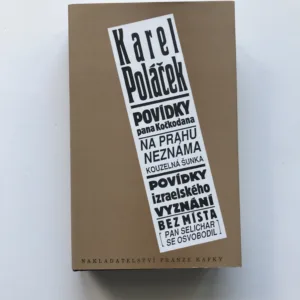 Karel
Poláček
POVÍDKY
pana Kočkodana
NA PRAHU
NEZNÁMA
KOUZELNÁ ŠUNKA
POVÍDKY
izraelského
VYZNÁNÍ
BEZ MÍSTA
[ PAN SELICHAR
SE OSVOBODIL ]
NAKLADATELSTVÍ FRANZE KAFKY